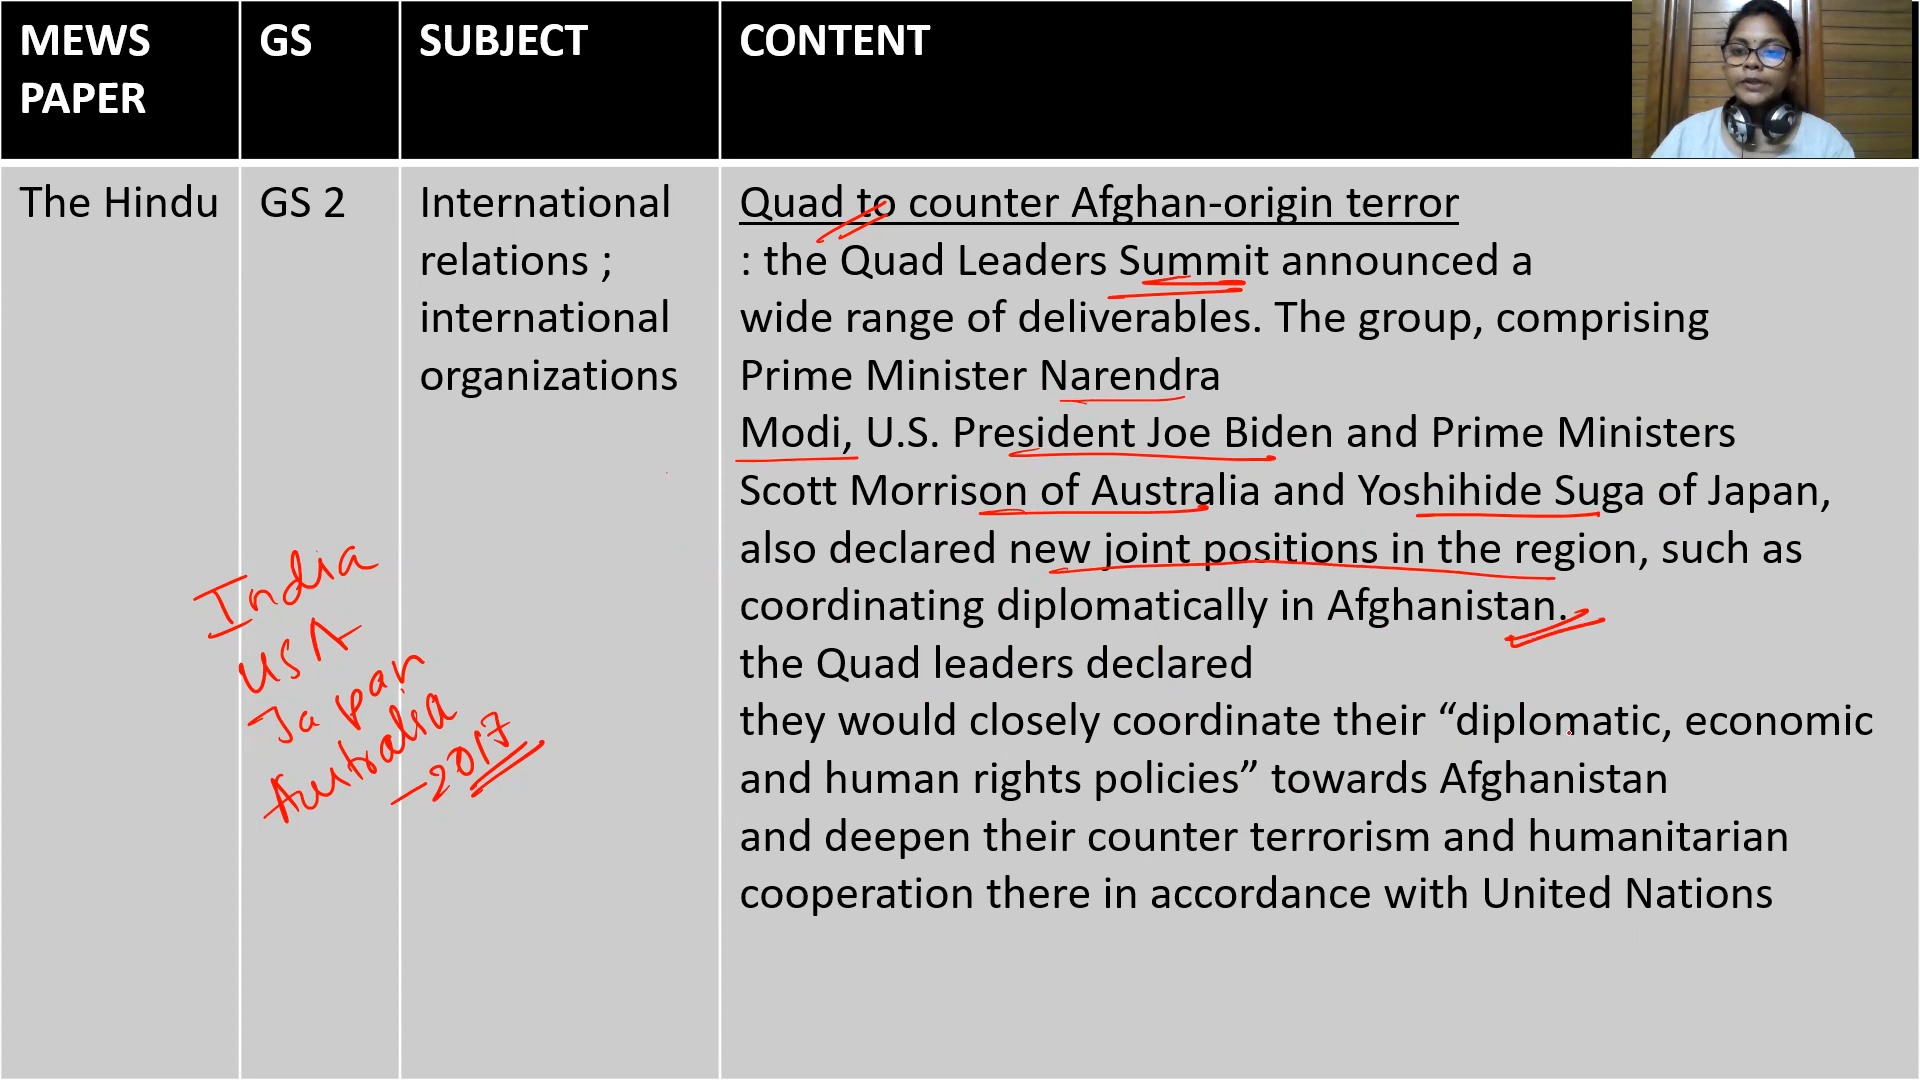 MEWS PAPER
GS
SUBJECT
CONTENT
The Hindu
GS 2
International
relations ;
international
organizations
Quad to counter Afghan-origin terror
: the Quad Leaders Summit announced a
wide range of deliverables. The group, comprising
Prime Minister Narendra
Modi, U.S. President Joe Biden and Prime Ministers
Scott Morrison of Australia and Yoshihide Suga of Japan,
also declared new joint positions in the region, such as
coordinating diplomatically in Afghanistan.
the Quad leaders declared
they would closely coordinate their “diplomatic, economic
and human rights policies” towards Afghanistan
and deepen their counter terrorism and humanitarian
cooperation there in accordance with United Nations
India
USA
Japan
Australia
-2017